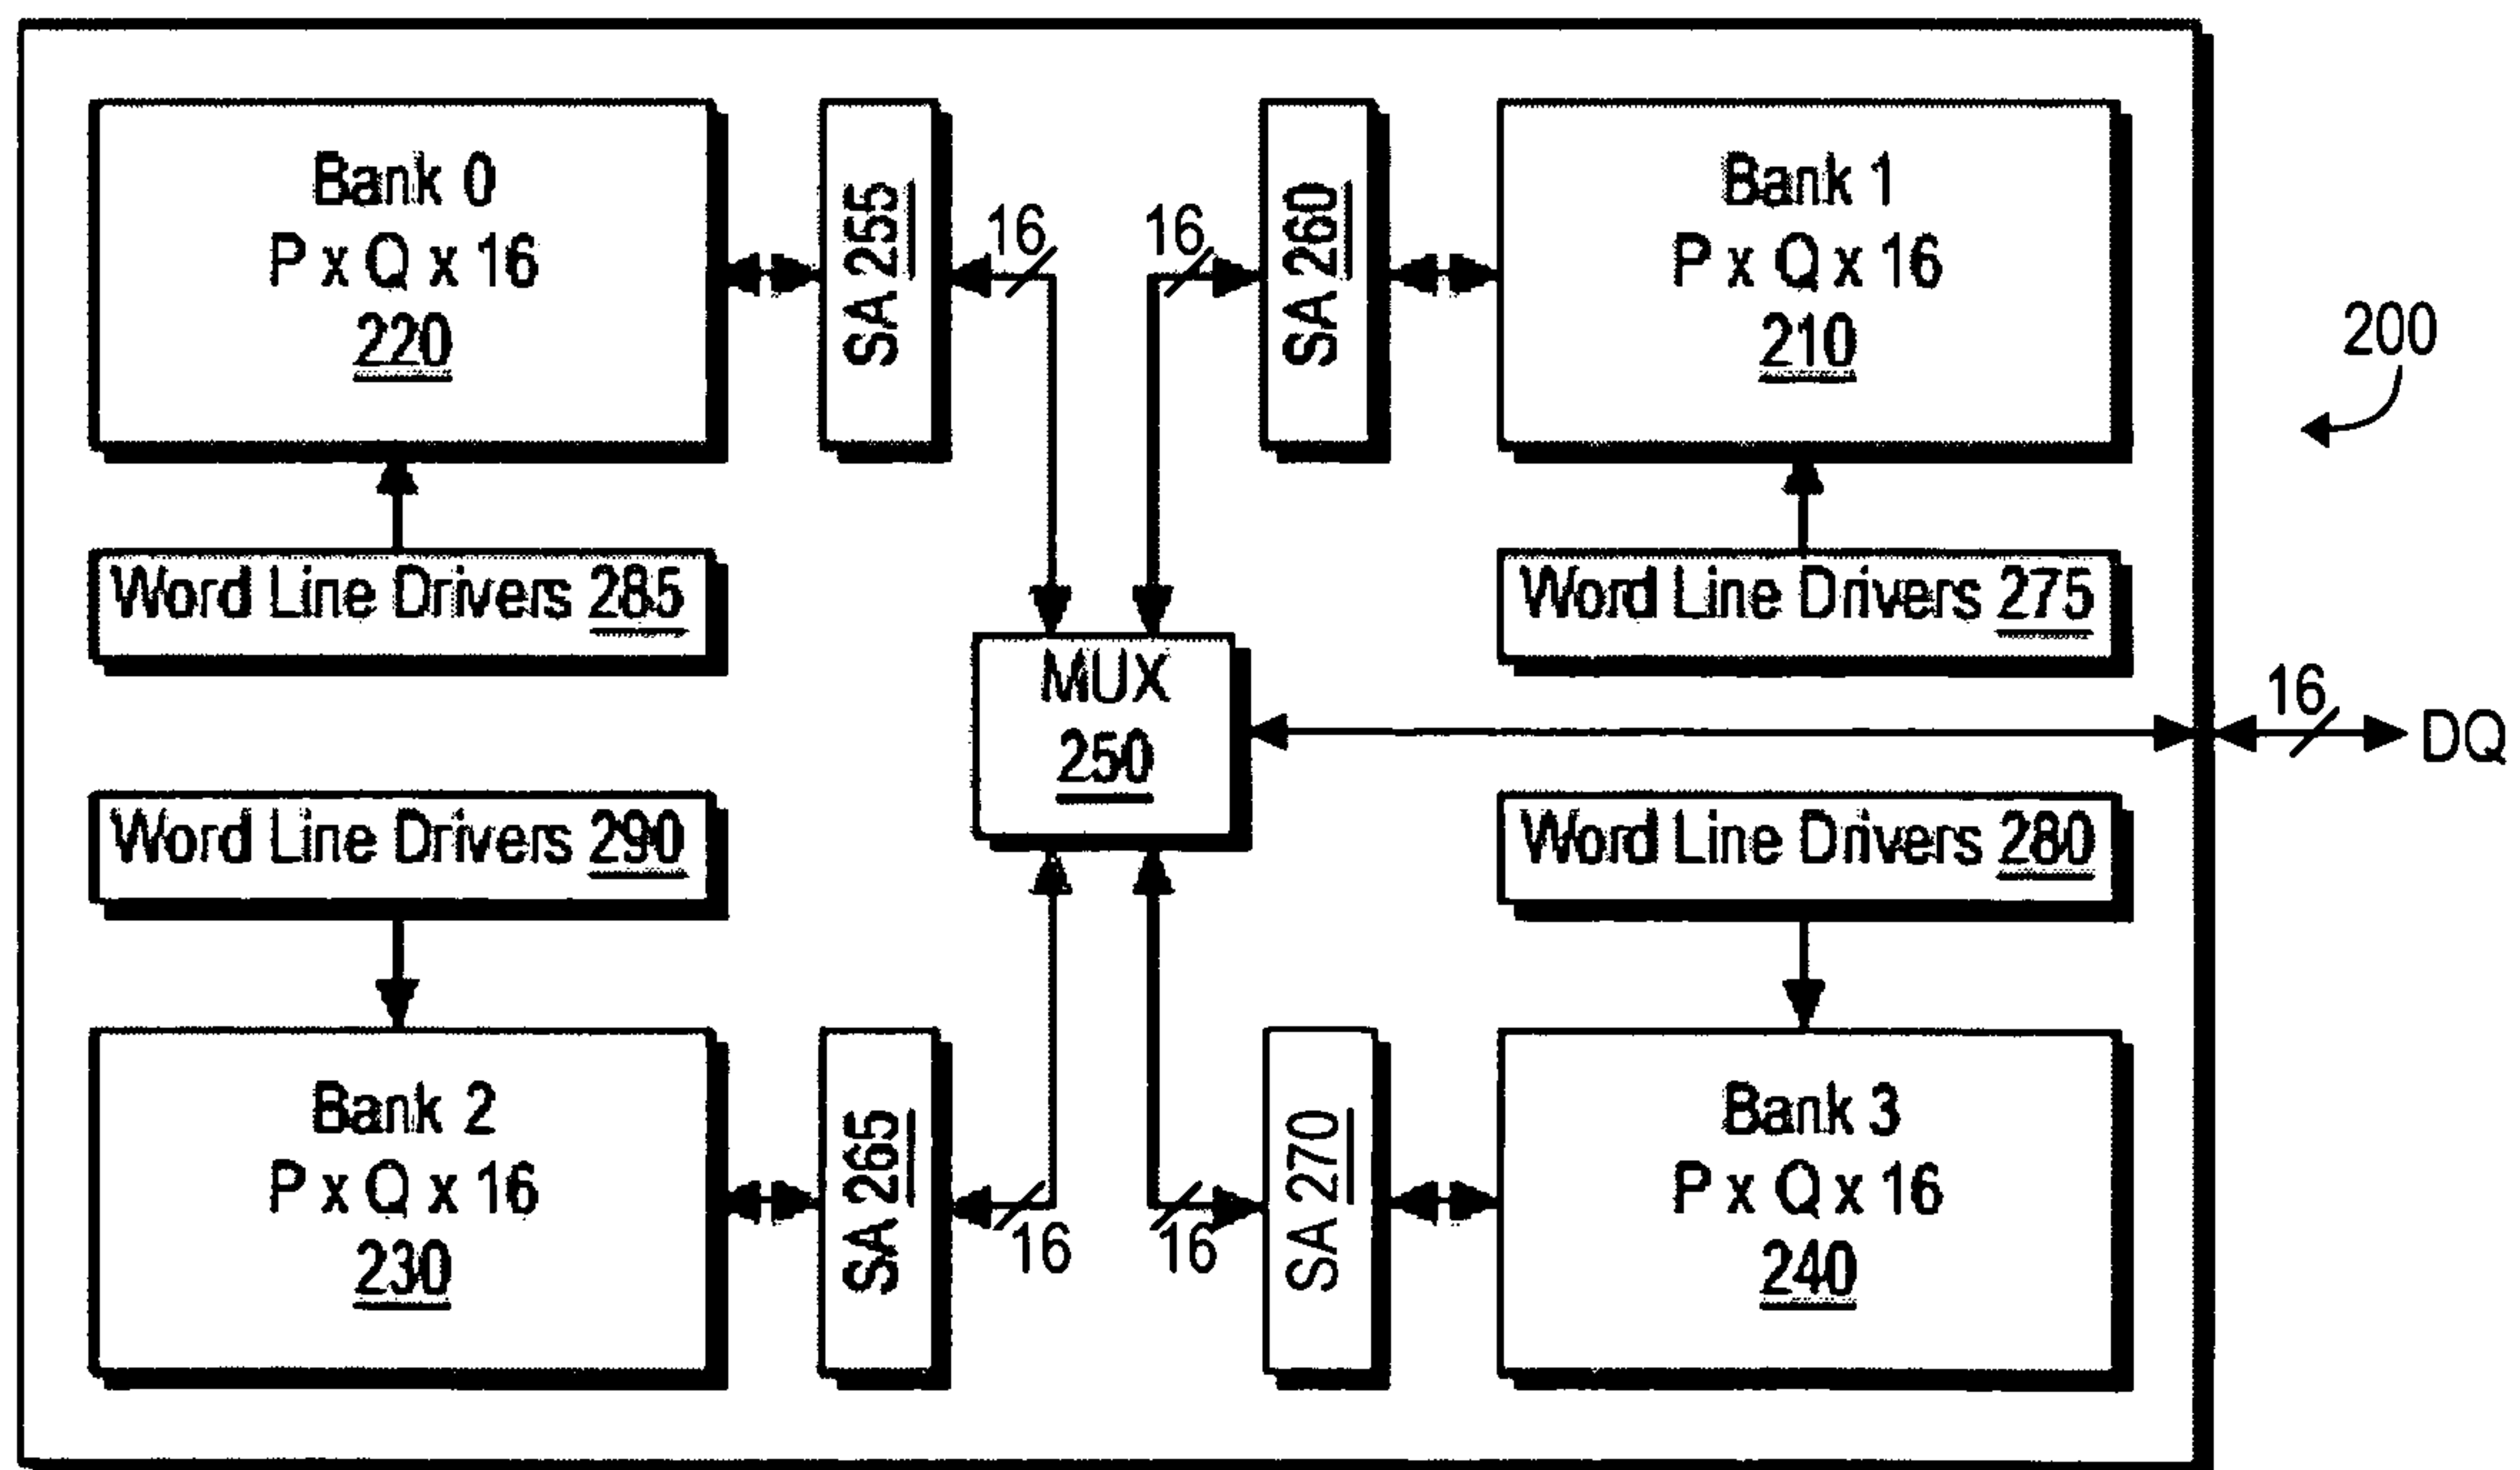 Bank 0
P x Q x 16
220
SA 255
16
16
SA 260
Bank 1
P x Q x 16
210
200
Word Line Drivers 285
Word Line Drivers 275
MUX
250
16
DQ
Word Line Drivers 290
Word Line Drivers 280
Bank 2
P x Q x 16
230
SA 265
16
16
SA 270
Bank 3
P x Q x 16
240